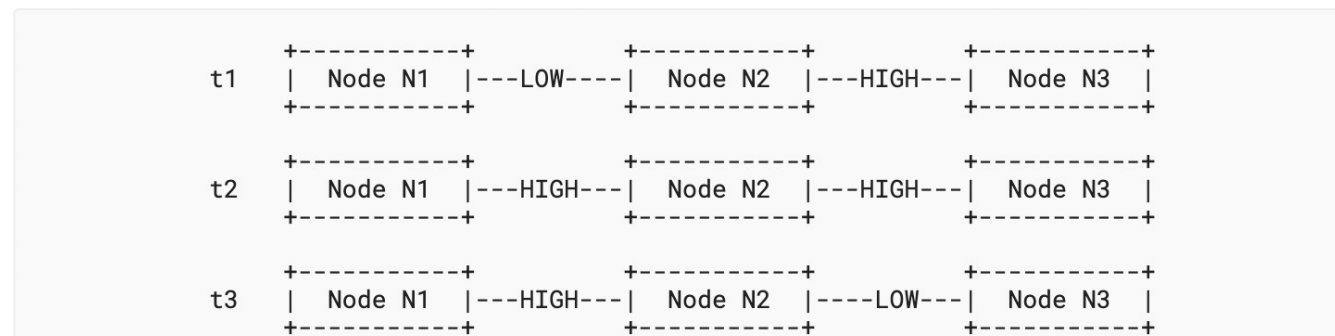 +-----------+          +-----------+          +-----------+
         t1   |  Node N1  |---LOW----|  Node N2  |---HIGH---|  Node N3  |
              +-----------+          +-----------+          +-----------+
              +-----------+          +-----------+          +-----------+
         t2   |  Node N1  |---HIGH---|  Node N2  |---HIGH---|  Node N3  |
              +-----------+          +-----------+          +-----------+
              +-----------+          +-----------+          +-----------+
         t3   |  Node N1  |---HIGH---|  Node N2  |----LOW---|  Node N3  |
              +-----------+          +-----------+          +-----------+